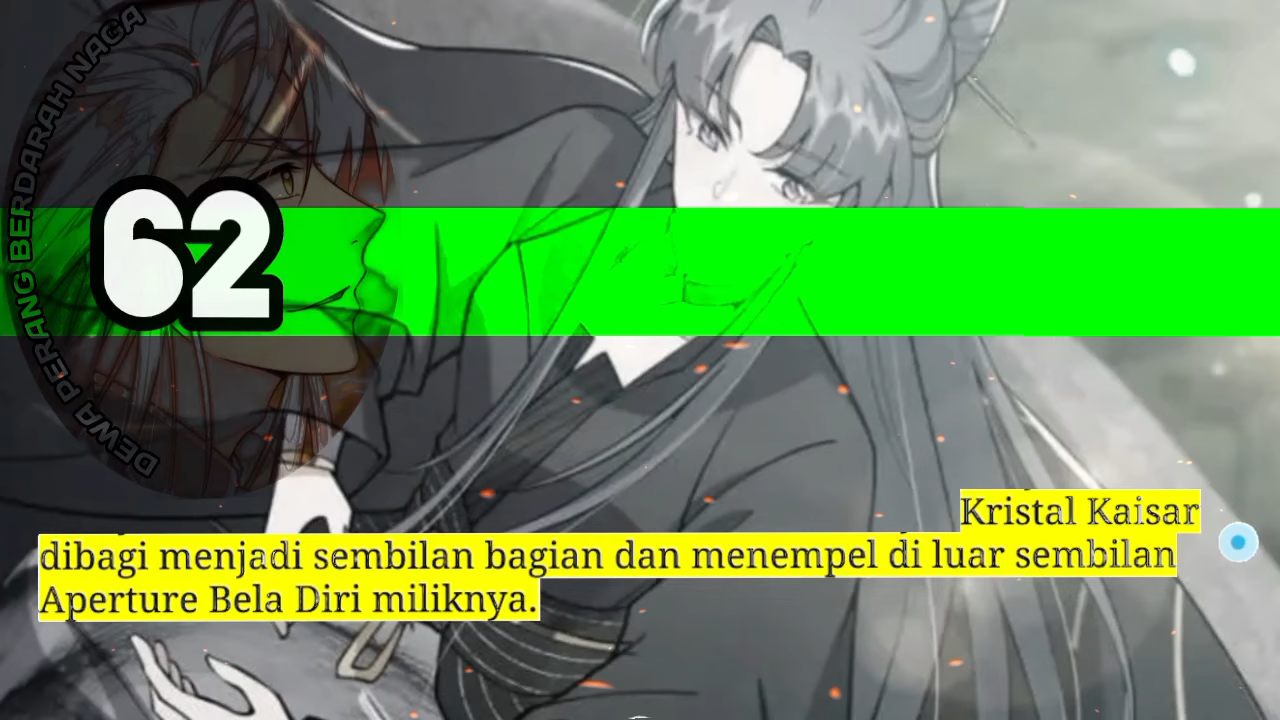 DEWA PERANG BERDARAH NAGA
62
Kristal Kaisar
dibagi menjadi sembilan bagian dan menempel di luar sembilan
Aperture Bela Diri miliknya.